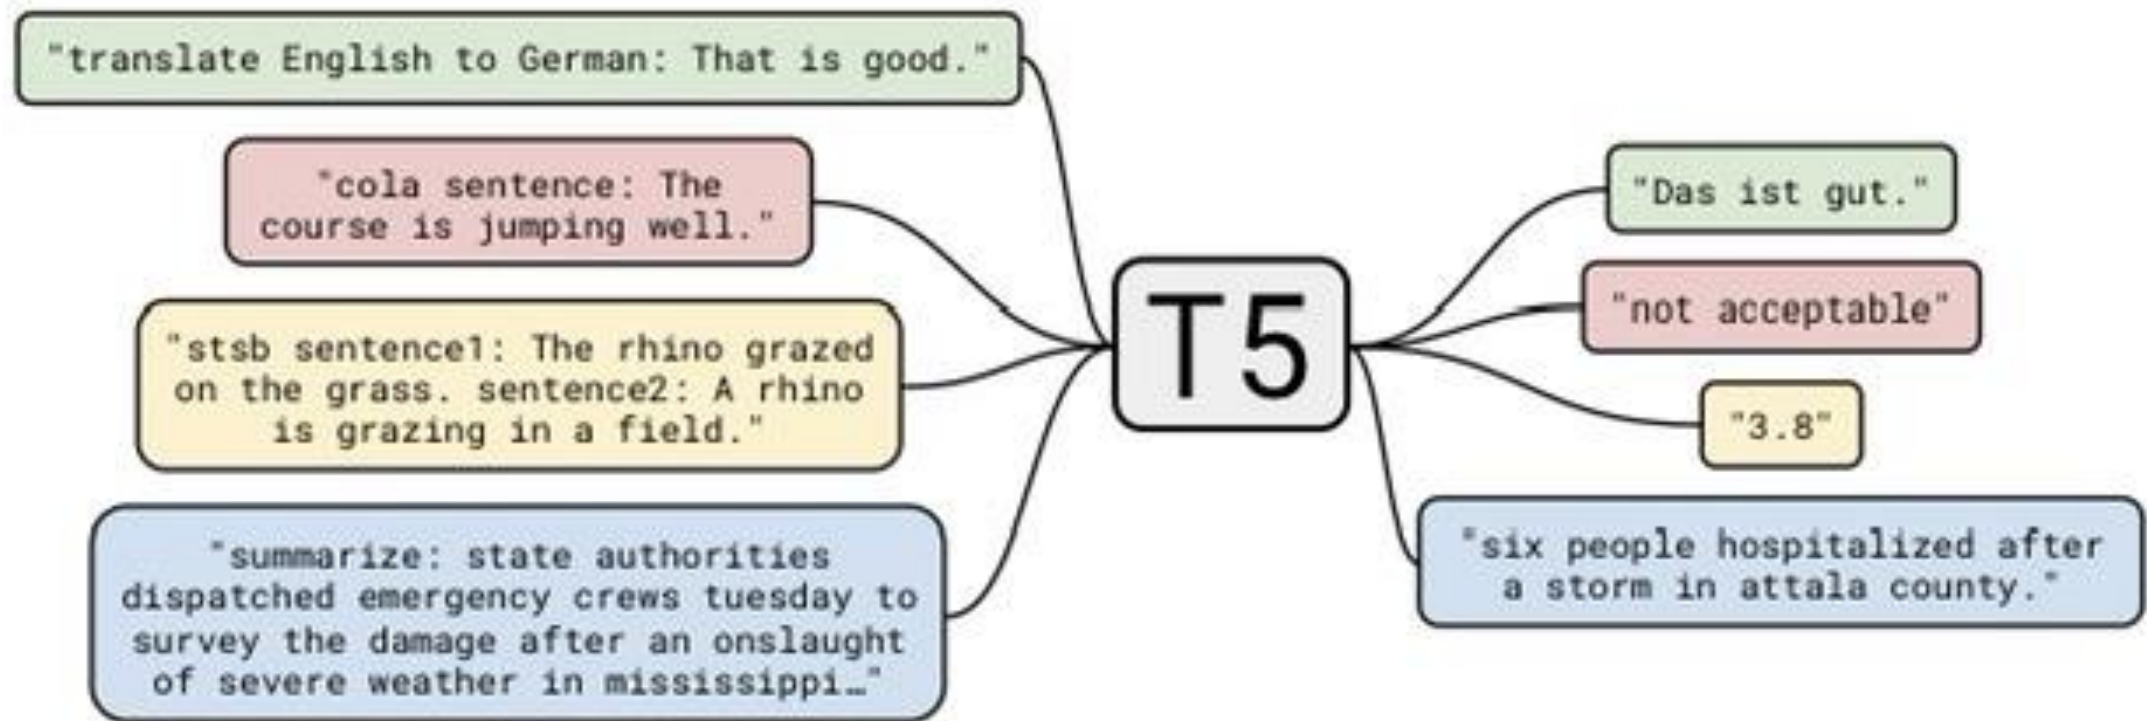 "translate English to German: That is good."
"cola sentence: The
course is jumping well."
"stsb sentence1: The rhino grazed
on the grass. sentence2: A rhino
is grazing in a field."
"summarize: state authorities
dispatched emergency crews tuesday to
survey the damage after an onslaught
of severe weather in mississippi…"
T5
"Das ist gut."
"not acceptable"
"3.8"
"six people hospitalized after
a storm in attala county."